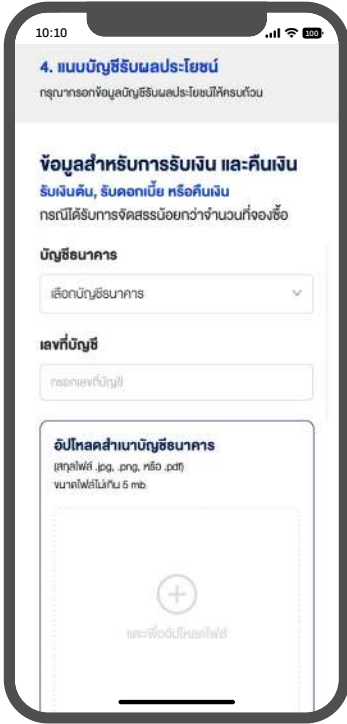 10:10
100
4. แนบบัญชีรับผลประโยชน์
กรุณากรอกข้อมูลบัญชีรับผลประโยชน์ให้ครบถ้วน
ข้อมูลสำหรับการรับเงิน และคืนเงิน
รับเงินต้น, รับดอกเบี้ย หรือคืนเงิน
กรณีได้รับการจัดสรรน้อยกว่าจำนวนที่จองซื้อ
บัญชีธนาคาร
เลือกบัญชีธนาคาร
เลขที่บัญชี
กรอกเลขที่บัญชี
อัปโหลดสำเนาบัญชีธนาคาร
(สกุลไฟล์ .jpg, .png, หรือ .pdf)
ขนาดไฟล์ไม่เกิน 5 mb
แตะเพื่ออัปโหลดไฟล์